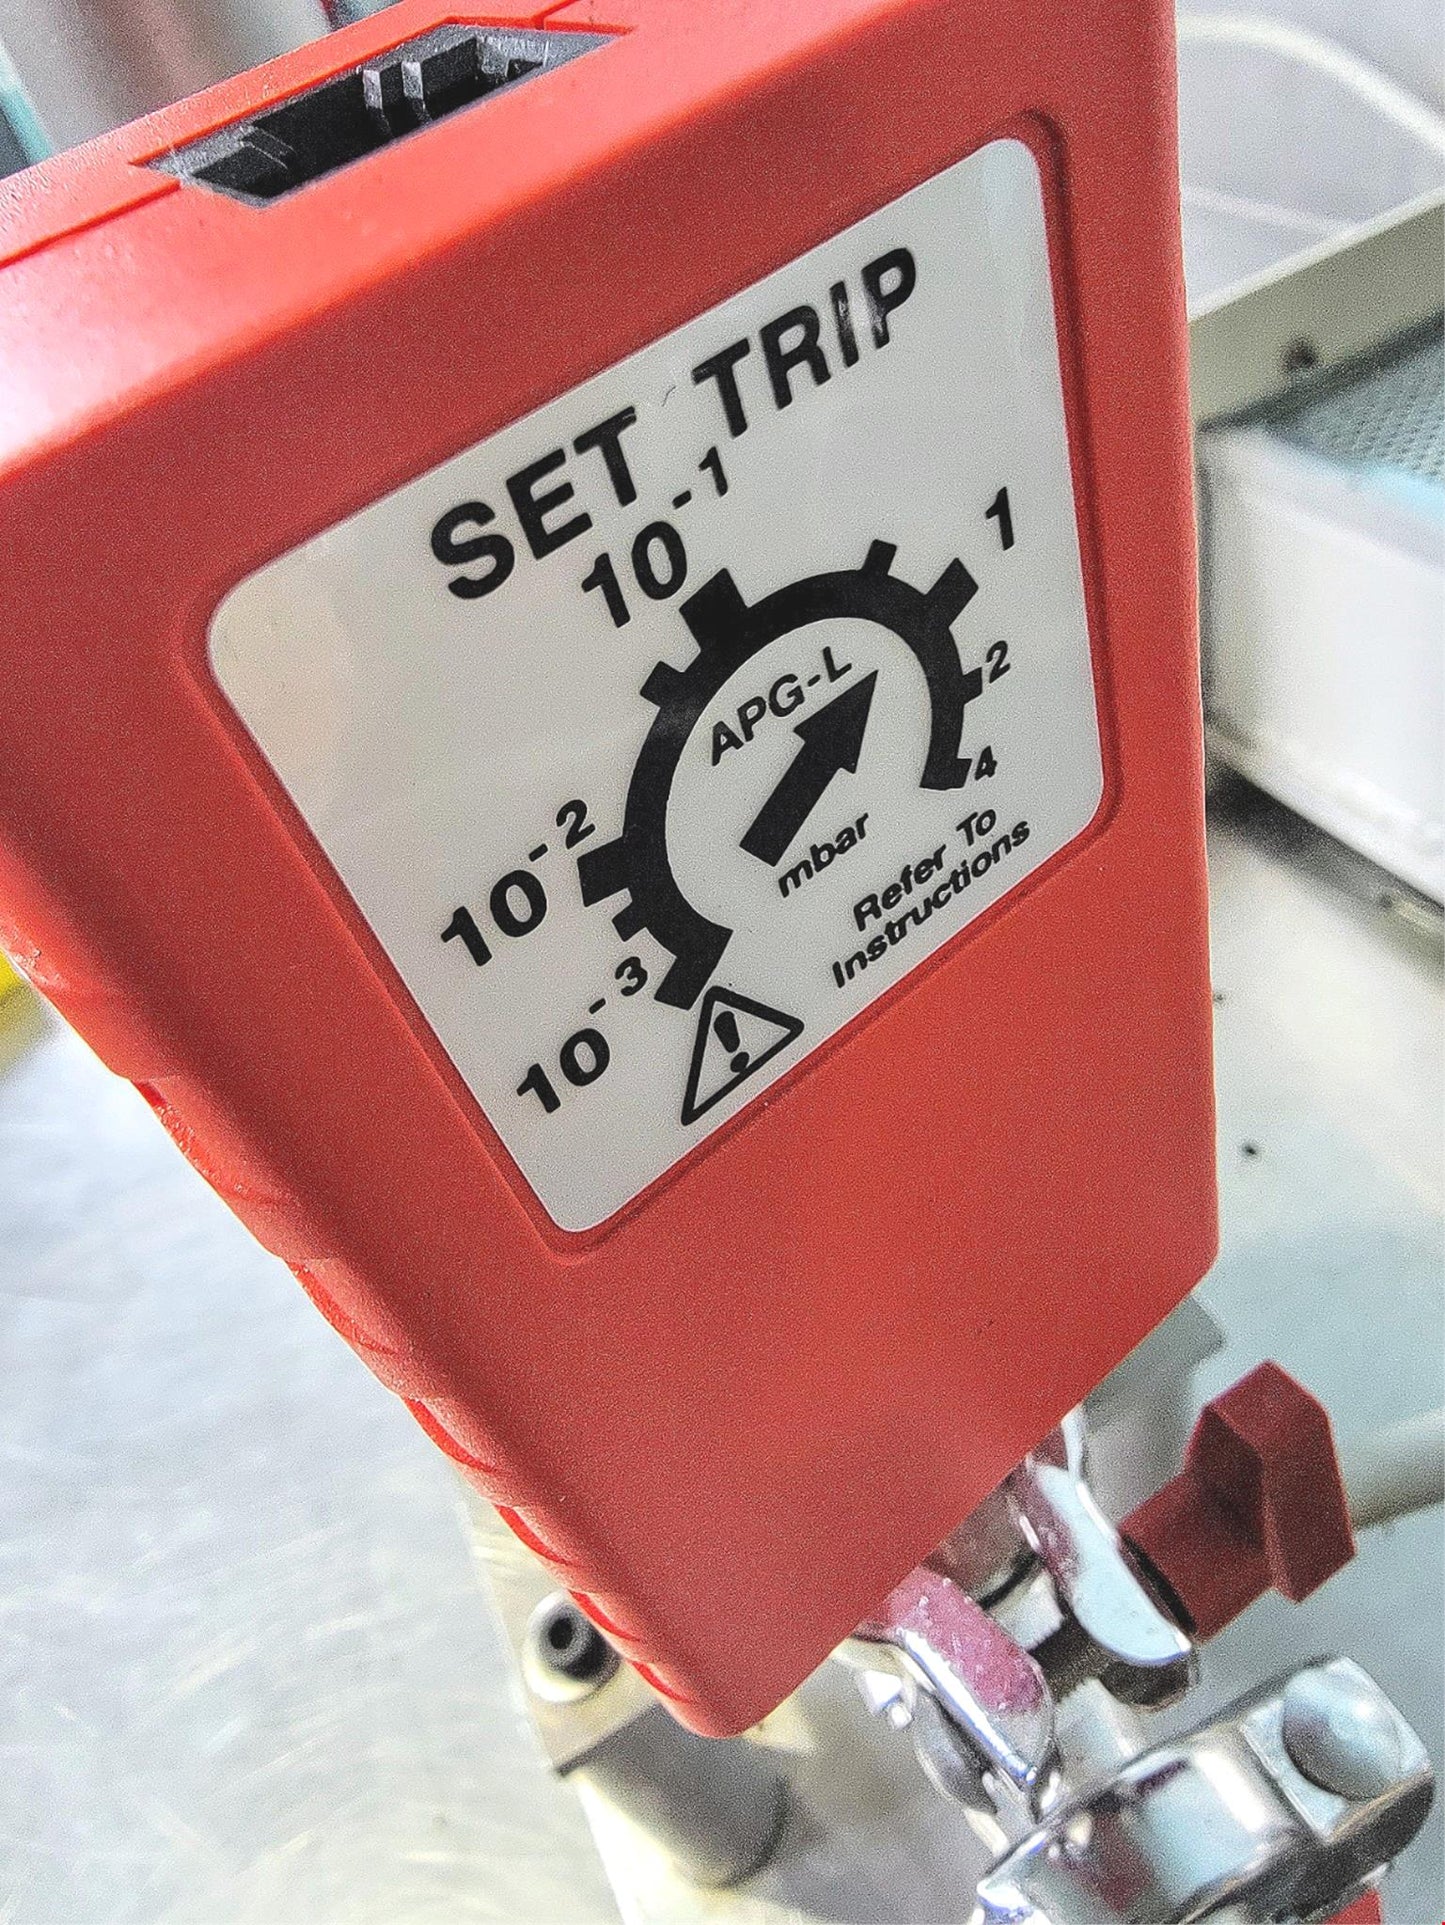 SET TRIP
10⁻¹
1
APG-L
2
10⁻²
4
mbar
10⁻³
Refer To
Instructions
!